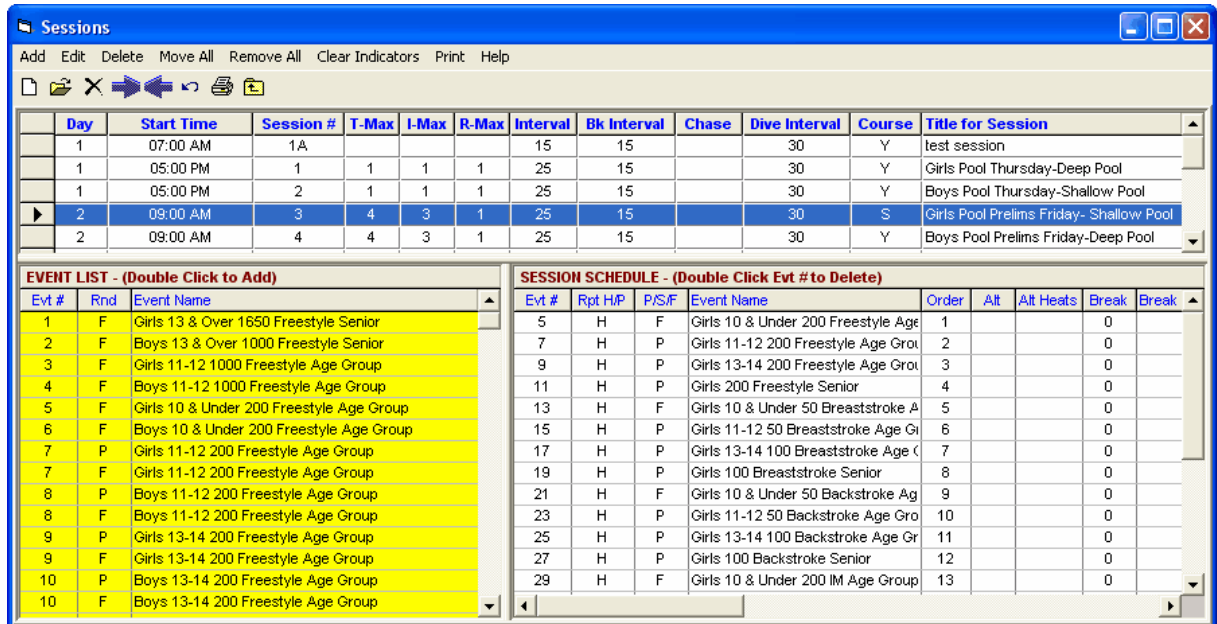 Sessions
Add Edit Delete Move All Remove All Clear Indicators Print Help
Day Start Time Session # T-Max I-Max R-Max Interval Bk Interval Chase Dive Interval Course Title for Session
1 07:00 AM 1A 15 15 30 Y test session
1 05:00 PM 1 1 1 1 25 15 30 Y Girls Pool Thursday-Deep Pool
1 05:00 PM 2 1 1 1 25 15 30 Y Boys Pool Thursday-Shallow Pool
2 09:00 AM 3 4 3 1 25 15 30 S Girls Pool Prelims Friday- Shallow Pool
2 09:00 AM 4 4 3 1 25 15 30 Y Boys Pool Prelims Friday-Deep Pool
EVENT LIST - (Double Click to Add)
Evt # Rnd Event Name
1 F Girls 13 & Over 1650 Freestyle Senior
2 F Boys 13 & Over 1000 Freestyle Senior
3 F Girls 11-12 1000 Freestyle Age Group
4 F Boys 11-12 1000 Freestyle Age Group
5 F Girls 10 & Under 200 Freestyle Age Group
6 F Boys 10 & Under 200 Freestyle Age Group
7 P Girls 11-12 200 Freestyle Age Group
7 F Girls 11-12 200 Freestyle Age Group
8 P Boys 11-12 200 Freestyle Age Group
8 F Boys 11-12 200 Freestyle Age Group
9 P Girls 13-14 200 Freestyle Age Group
9 F Girls 13-14 200 Freestyle Age Group
10 P Boys 13-14 200 Freestyle Age Group
10 F Boys 13-14 200 Freestyle Age Group
SESSION SCHEDULE - (Double Click Evt # to Delete)
Evt # Rpt H/P P/S/F Event Name Order Alt Alt Heats Break Break
5 H F Girls 10 & Under 200 Freestyle Age 1 0
7 H P Girls 11-12 200 Freestyle Age Grou 2 0
9 H P Girls 13-14 200 Freestyle Age Grou 3 0
11 H P Girls 200 Freestyle Senior 4 0
13 H F Girls 10 & Under 50 Breaststroke A 5 0
15 H P Girls 11-12 50 Breaststroke Age Gr 6 0
17 H P Girls 13-14 100 Breaststroke Age ( 7 0
19 H P Girls 100 Breaststroke Senior 8 0
21 H F Girls 10 & Under 50 Backstroke Ag 9 0
23 H P Girls 11-12 50 Backstroke Age Gro 10 0
25 H P Girls 13-14 100 Backstroke Age Gr 11 0
27 H P Girls 100 Backstroke Senior 12 0
29 H F Girls 10 & Under 200 IM Age Group 13 0